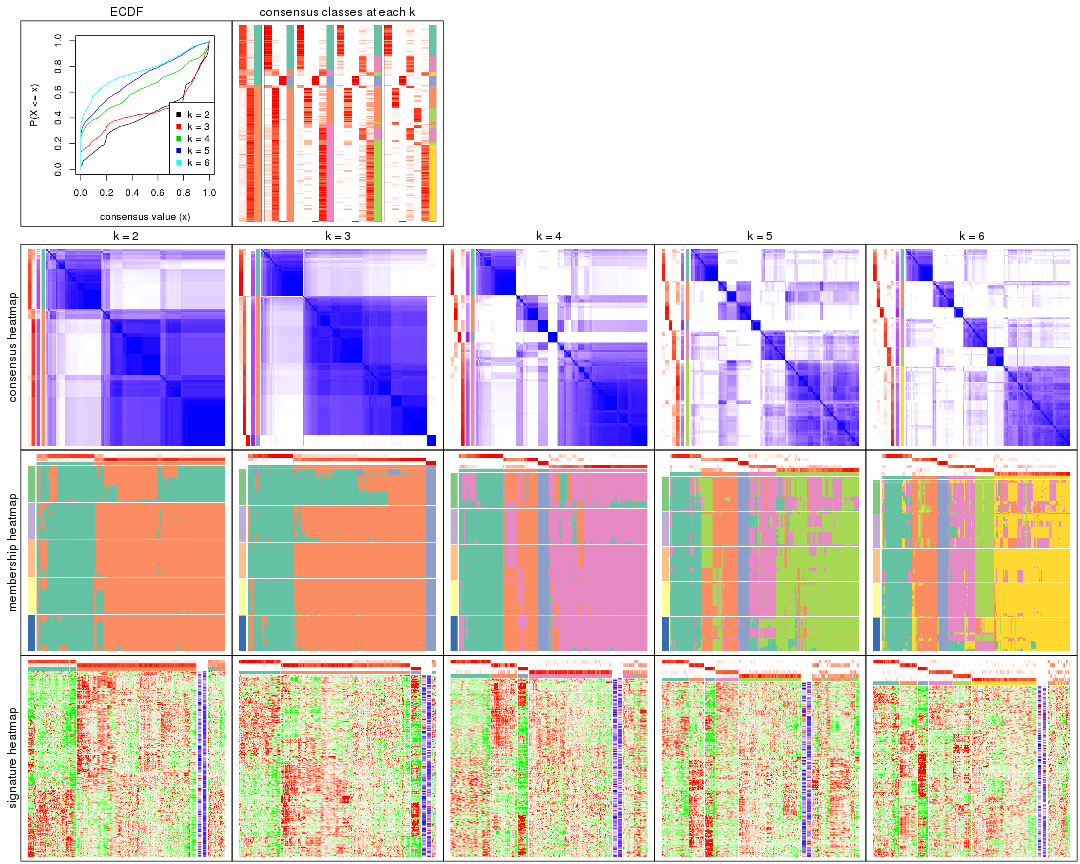 ECDF
consensus classes at each k
P(X <= x)
0.0 0.2 0.4 0.6 0.8 1.0
k = 2
k = 3
k = 4
k = 5
k = 6
0.0 0.2 0.4 0.6 0.8 1.0
consensus value (x)
k = 2 k = 3 k = 4 k = 5 k = 6
consensus heatmap
membership heatmap
signature heatmap